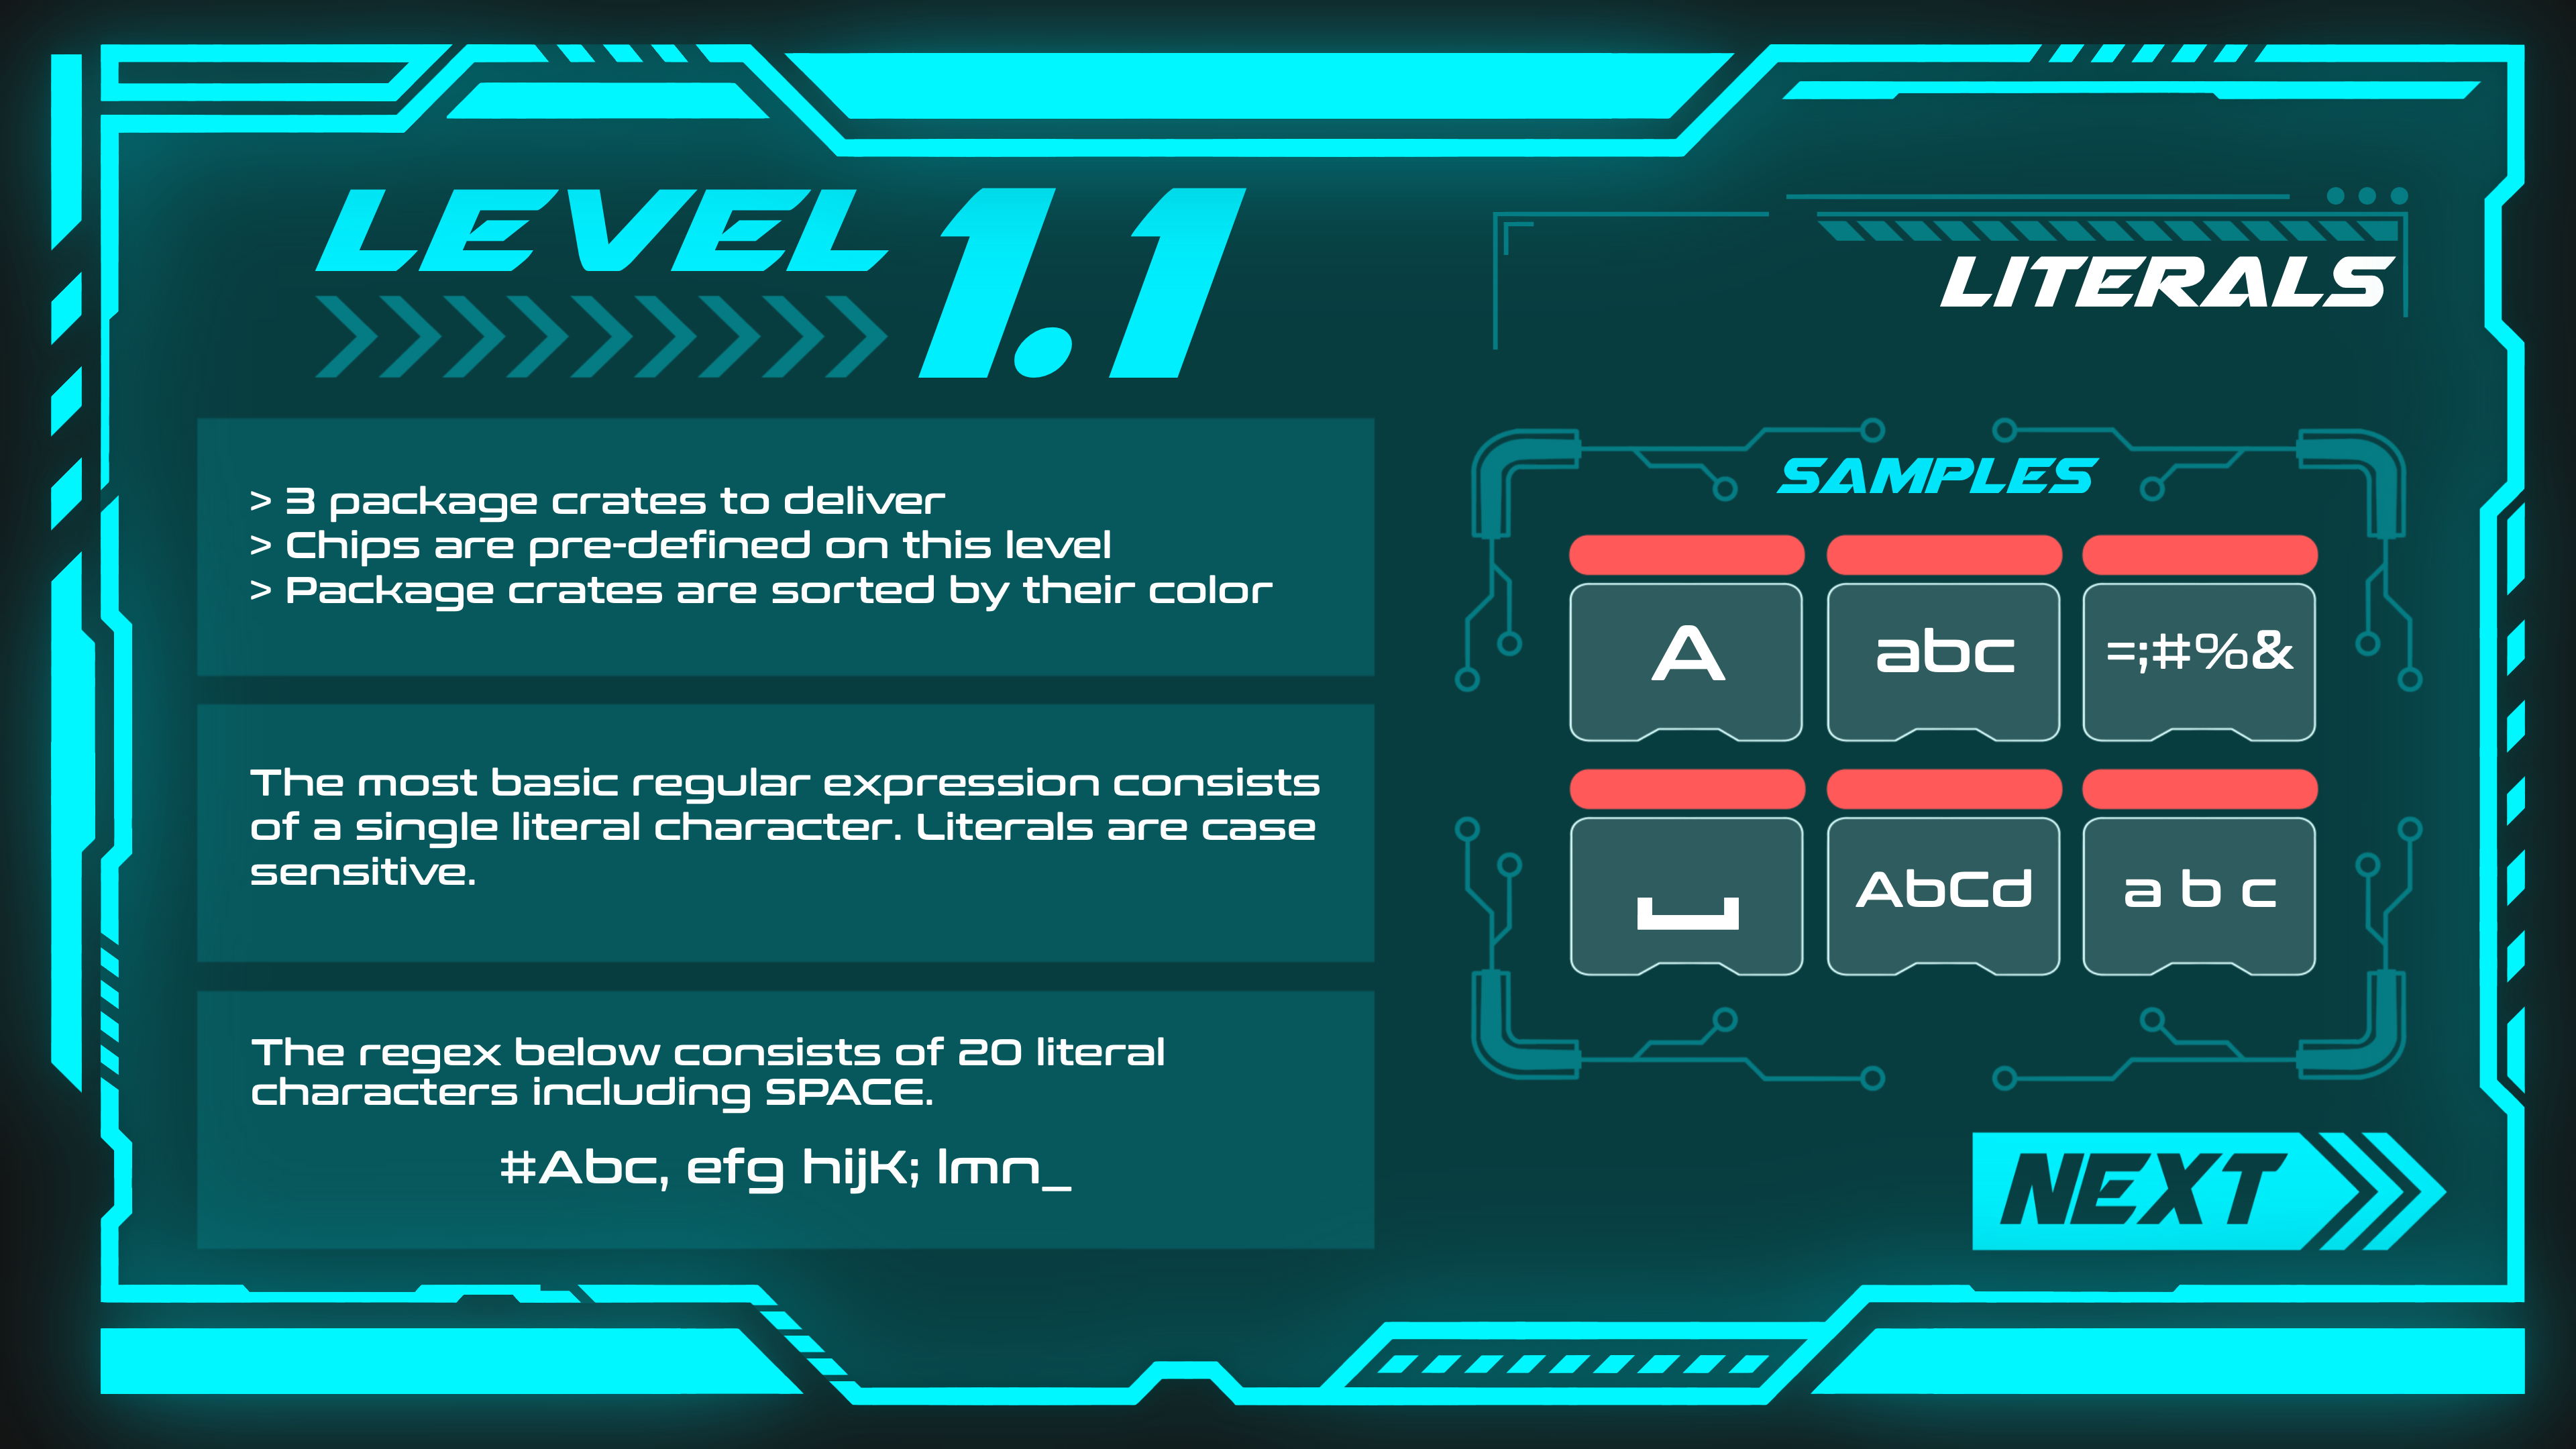 LEVEL 1.1
LITERALS
> 3 package crates to deliver
> Chips are pre-defined on this level
> Package crates are sorted by their color
The most basic regular expression consists
of a single literal character. Literals are case
sensitive.
The regex below consists of 20 literal
characters including SPACE.
#Abc, efg hijK; lmn_
SAMPLES
A abc =;#%&
␣ AbCd a b c
NEXT